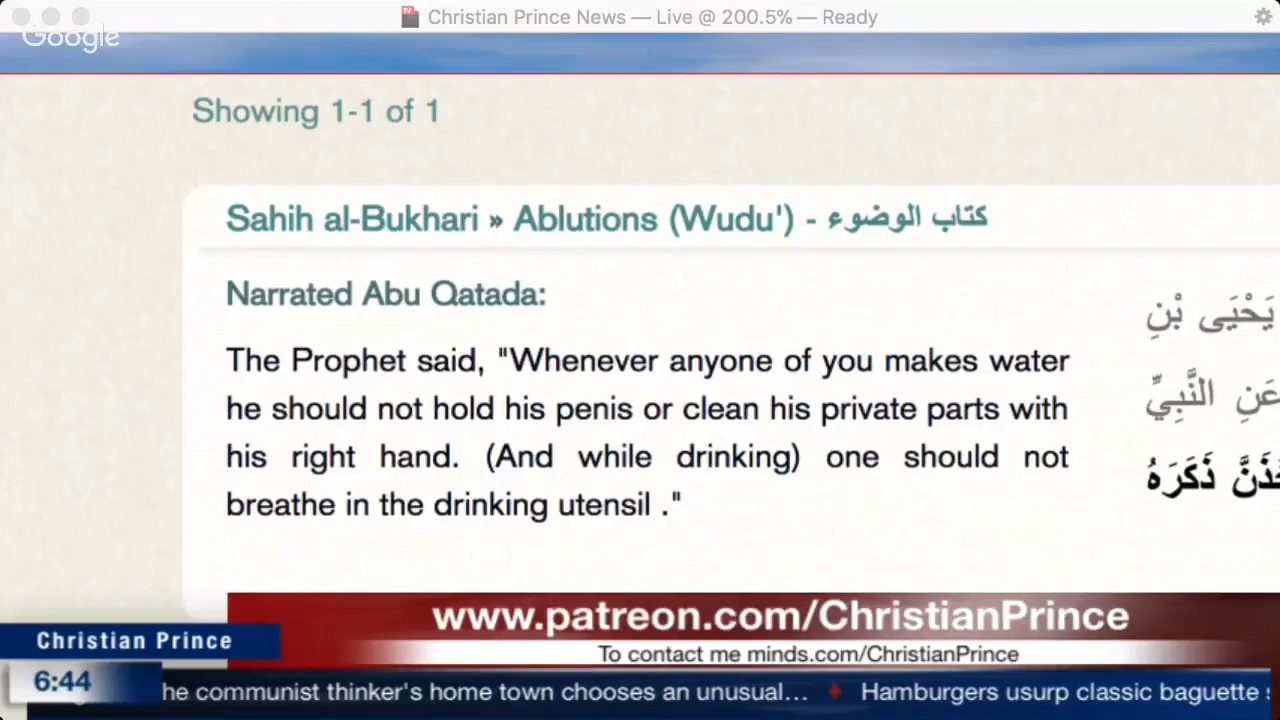 Christian Prince News — Live @ 200.5% — Ready
Google
Showing 1-1 of 1
Sahih al-Bukhari » Ablutions (Wudu') - كتاب الوضوء
Narrated Abu Qatada:
The Prophet said, "Whenever anyone of you makes water
he should not hold his penis or clean his private parts with
his right hand. (And while drinking) one should not
breathe in the drinking utensil ."
يَحْيَى بْنِ
عَنِ النَّبِيِّ
ذَكَرَهُ
www.patreon.com/ChristianPrince
To contact me minds.com/ChristianPrince
Christian Prince
6:44
he communist thinker's home town chooses an unusual... ♦ Hamburgers usurp classic baguette